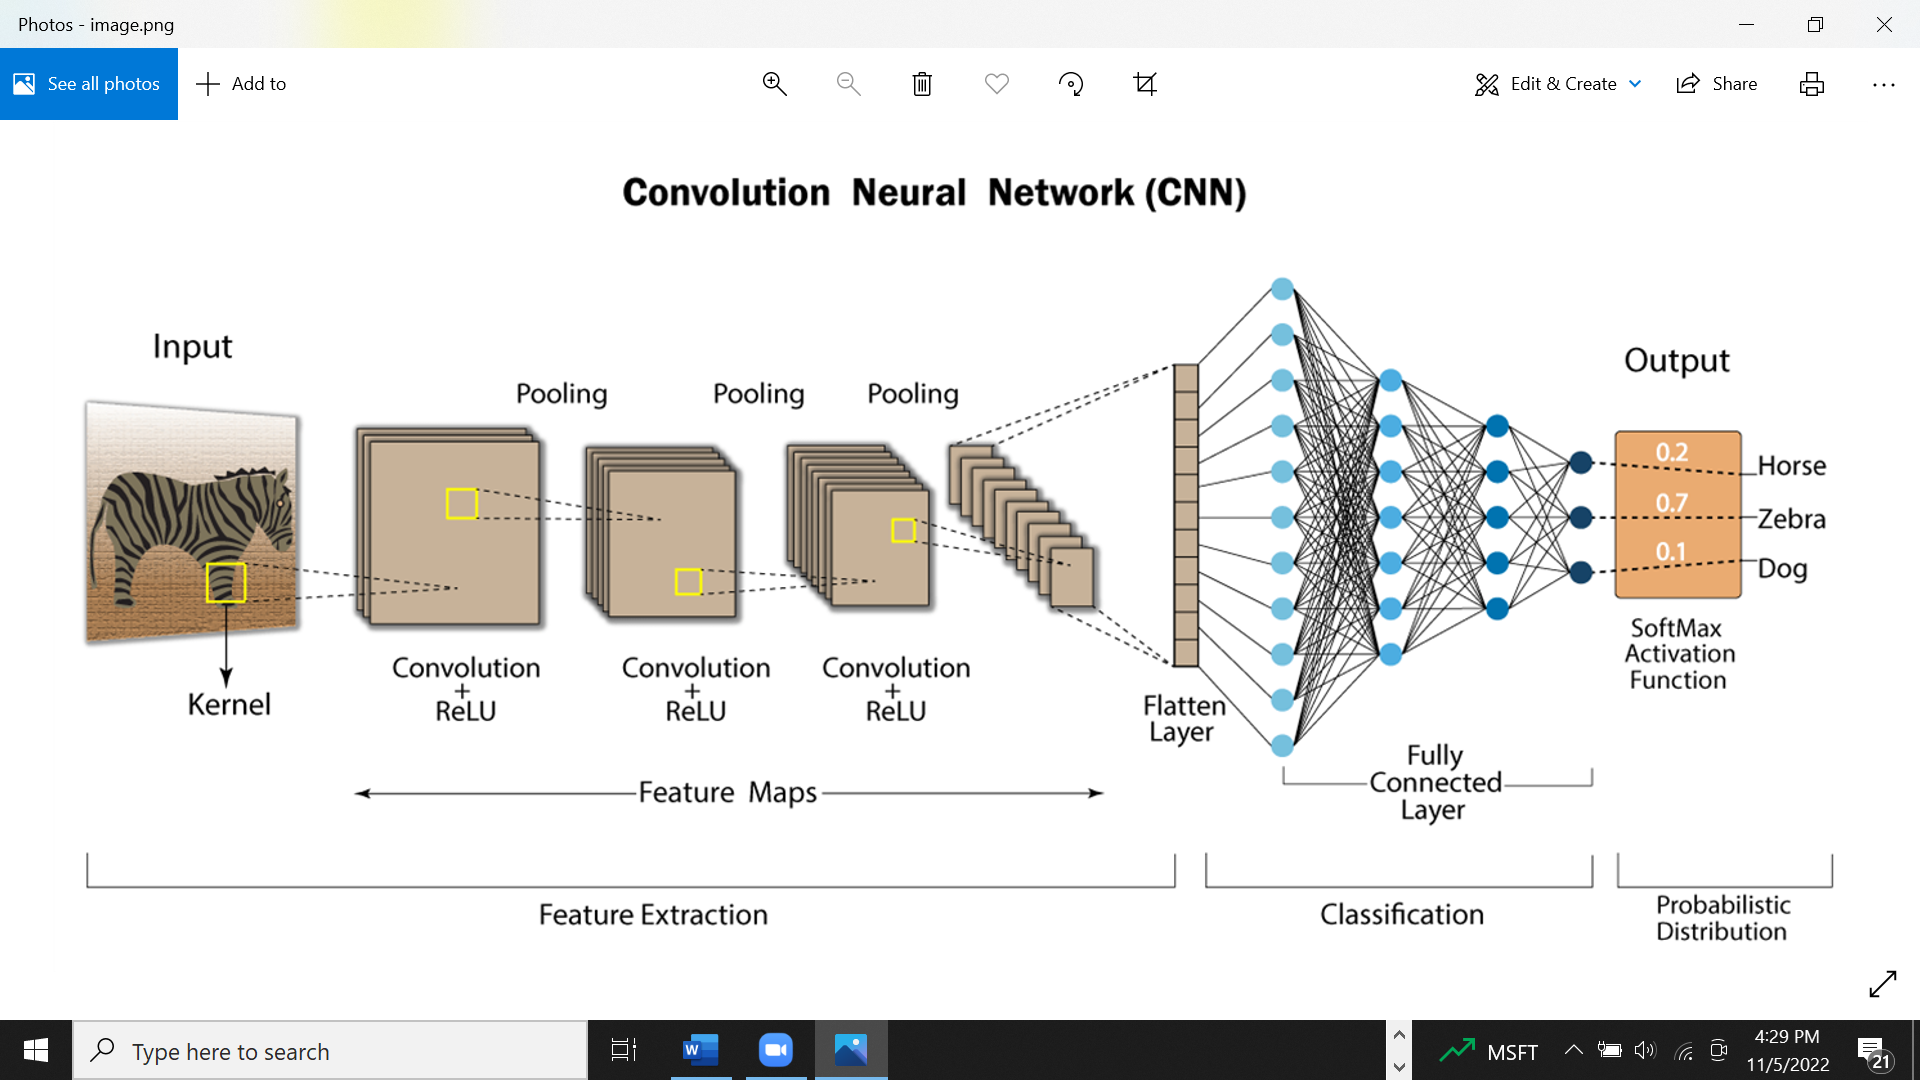 Photos - image.png
See all photos
Add to
Edit & Create
Share
Convolution Neural Network (CNN)
Input
Output
Pooling
Pooling
Pooling
0.2
Horse
0.7
Zebra
0.1
Dog
SoftMax
Activation
Function
Kernel
Convolution
+
ReLU
Convolution
+
ReLU
Convolution
+
ReLU
Flatten
Layer
Fully
Connected
Layer
Feature Maps
Feature Extraction
Classification
Probabilistic
Distribution
Type here to search
W
MSFT
4:29 PM
11/5/2022
21